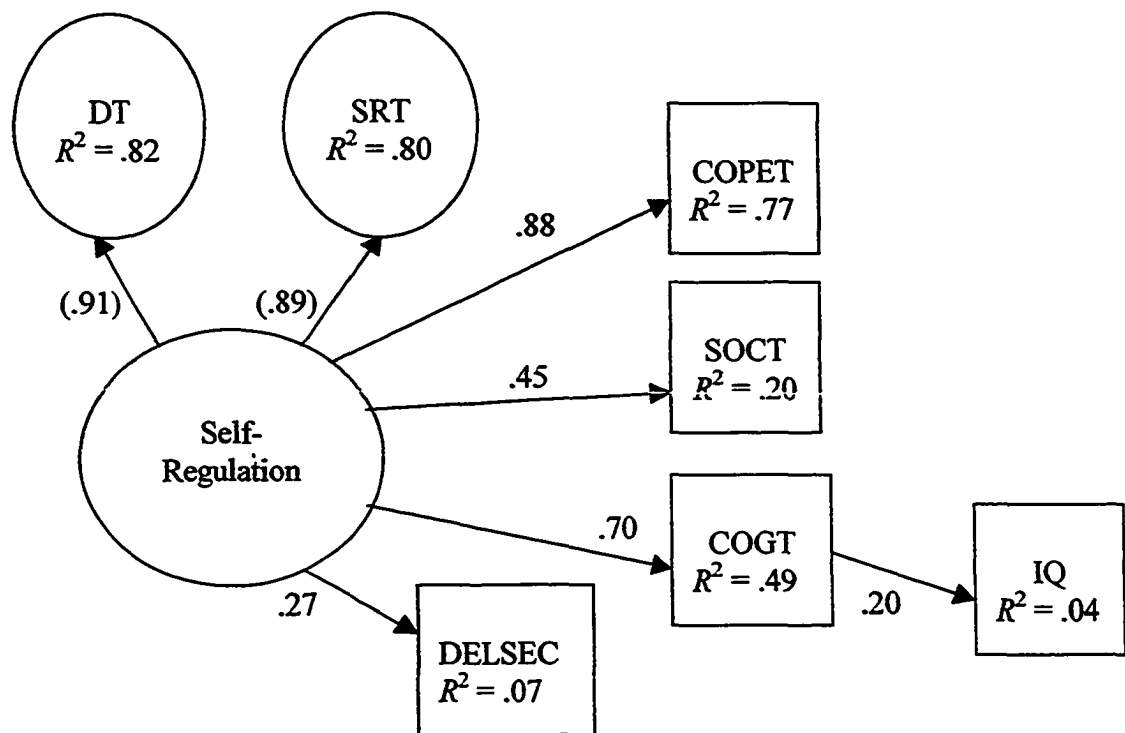 DT
R² = .82
SRT
R² = .80
COPET
R² = .77
.88
(.91)
(.89)
SOCT
R² = .20
.45
Self-
Regulation
.70
COGT
R² = .49
.20
IQ
R² = .04
.27
DELSEC
R² = .07